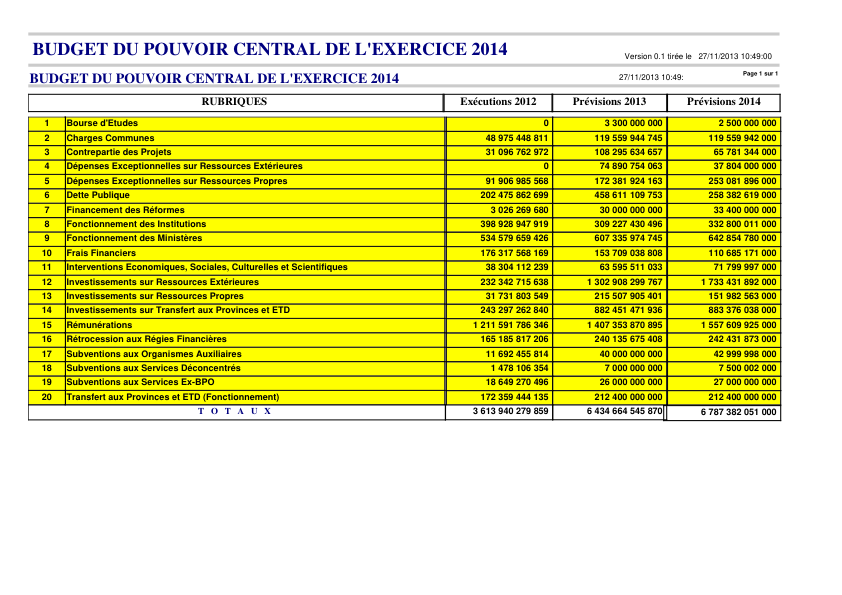 BUDGET DU POUVOIR CENTRAL DE L'EXERCICE 2014
Version 0.1 tirée le 27/11/2013 10:49:00
BUDGET DU POUVOIR CENTRAL DE L'EXERCICE 2014 27/11/2013 10:49: Page 1 sur 1
RUBRIQUES Exécutions 2012 Prévisions 2013 Prévisions 2014
1 Bourse d'Etudes 0 3 300 000 000 2 500 000 000
2 Charges Communes 48 975 448 811 119 559 944 745 119 559 942 000
3 Contrepartie des Projets 31 096 762 972 108 295 634 657 65 781 344 000
4 Dépenses Exceptionnelles sur Ressources Extérieures 0 74 890 754 063 37 804 000 000
5 Dépenses Exceptionnelles sur Ressources Propres 91 906 985 568 172 381 924 163 253 081 896 000
6 Dette Publique 202 475 862 699 458 611 109 753 258 382 619 000
7 Financement des Réformes 3 026 269 680 30 000 000 000 33 400 000 000
8 Fonctionnement des Institutions 398 928 947 919 309 227 430 496 332 800 011 000
9 Fonctionnement des Ministères 534 579 659 426 607 335 974 745 642 854 780 000
10 Frais Financiers 176 317 568 169 153 709 038 808 110 685 171 000
11 Interventions Economiques, Sociales, Culturelles et Scientifiques 38 304 112 239 63 595 511 033 71 799 997 000
12 Investissements sur Ressources Extérieures 232 342 715 638 1 302 908 299 767 1 733 431 892 000
13 Investissements sur Ressources Propres 31 731 803 549 215 507 905 401 151 982 563 000
14 Investissements sur Transfert aux Provinces et ETD 243 297 262 840 882 451 471 936 883 376 038 000
15 Rémunérations 1 211 591 786 346 1 407 353 870 895 1 557 609 925 000
16 Rétrocession aux Régies Financières 165 185 817 206 240 135 675 408 242 431 873 000
17 Subventions aux Organismes Auxiliaires 11 692 455 814 40 000 000 000 42 999 998 000
18 Subventions aux Services Déconcentrés 1 478 106 354 7 000 000 000 7 500 002 000
19 Subventions aux Services Ex-BPO 18 649 270 496 26 000 000 000 27 000 000 000
20 Transfert aux Provinces et ETD (Fonctionnement) 172 359 444 135 212 400 000 000 212 400 000 000
T O T A U X 3 613 940 279 859 6 434 664 545 870 6 787 382 051 000